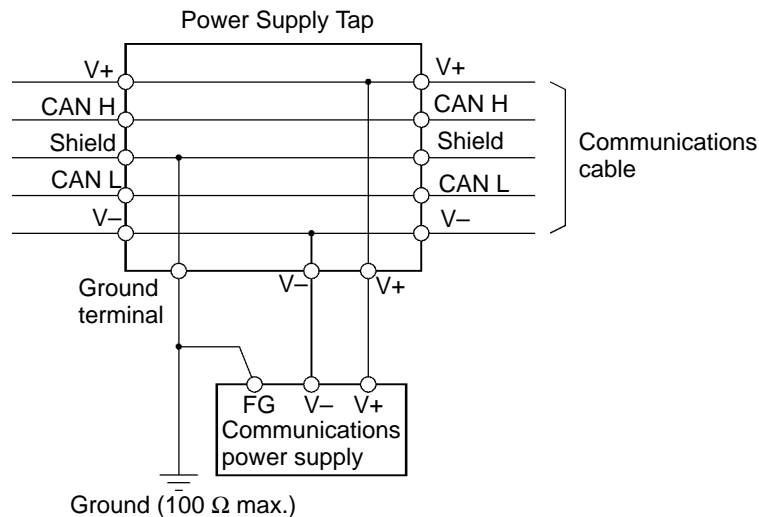 Power Supply Tap
V+
V+
CAN H
CAN H
Shield
Shield
Communications
cable
CAN L
CAN L
V–
V–
Ground
terminal
V–
V+
FG
V–
V+
Communications
power supply
Ground (100 Ω max.)